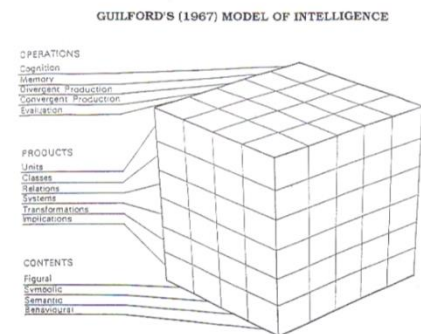 GUILFORD'S (1967) MODEL OF INTELLIGENCE
OPERATIONS
Cognition
Memory
Divergent Production
Convergent Production
Evaluation
PRODUCTS
Units
Classes
Relations
Systems
Transformations
Implications
CONTENTS
Figural
Symbolic
Semantic
Behavioural